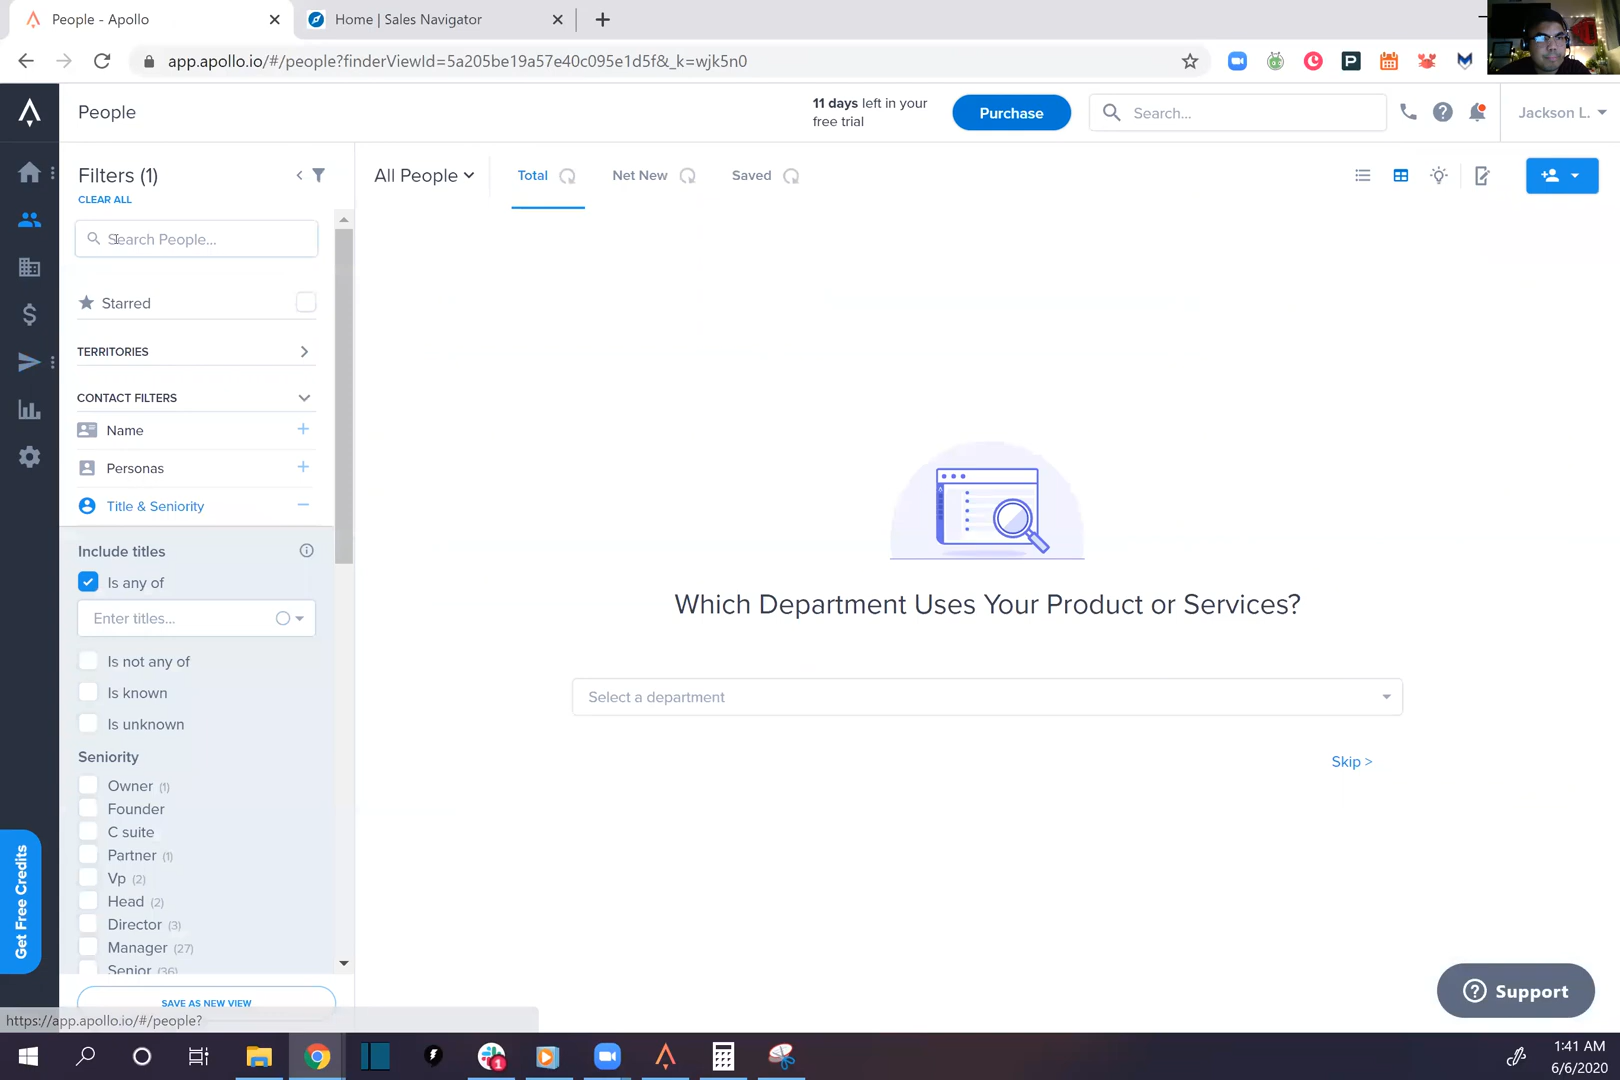 People - Apollo
Home | Sales Navigator
app.apollo.io/#/people?finderViewId=5a205be19a57e40c095e1d5f&_k=wjk5n0
People
11 days left in your
free trial
Purchase
Search...
Jackson L.
Filters (1)
CLEAR ALL
All People
Total
Net New
Saved
Search People...
Starred
TERRITORIES
CONTACT FILTERS
Name
Personas
Title & Seniority
Include titles
Is any of
Enter titles...
Is not any of
Is known
Is unknown
Seniority
Owner (1)
Founder
C suite
Partner (1)
Vp (2)
Head (2)
Director (3)
Manager (27)
Senior (36)
SAVE AS NEW VIEW
Get Free Credits
Which Department Uses Your Product or Services?
Select a department
Skip >
Support
https://app.apollo.io/#/people?
1
1:41 AM
6/6/2020